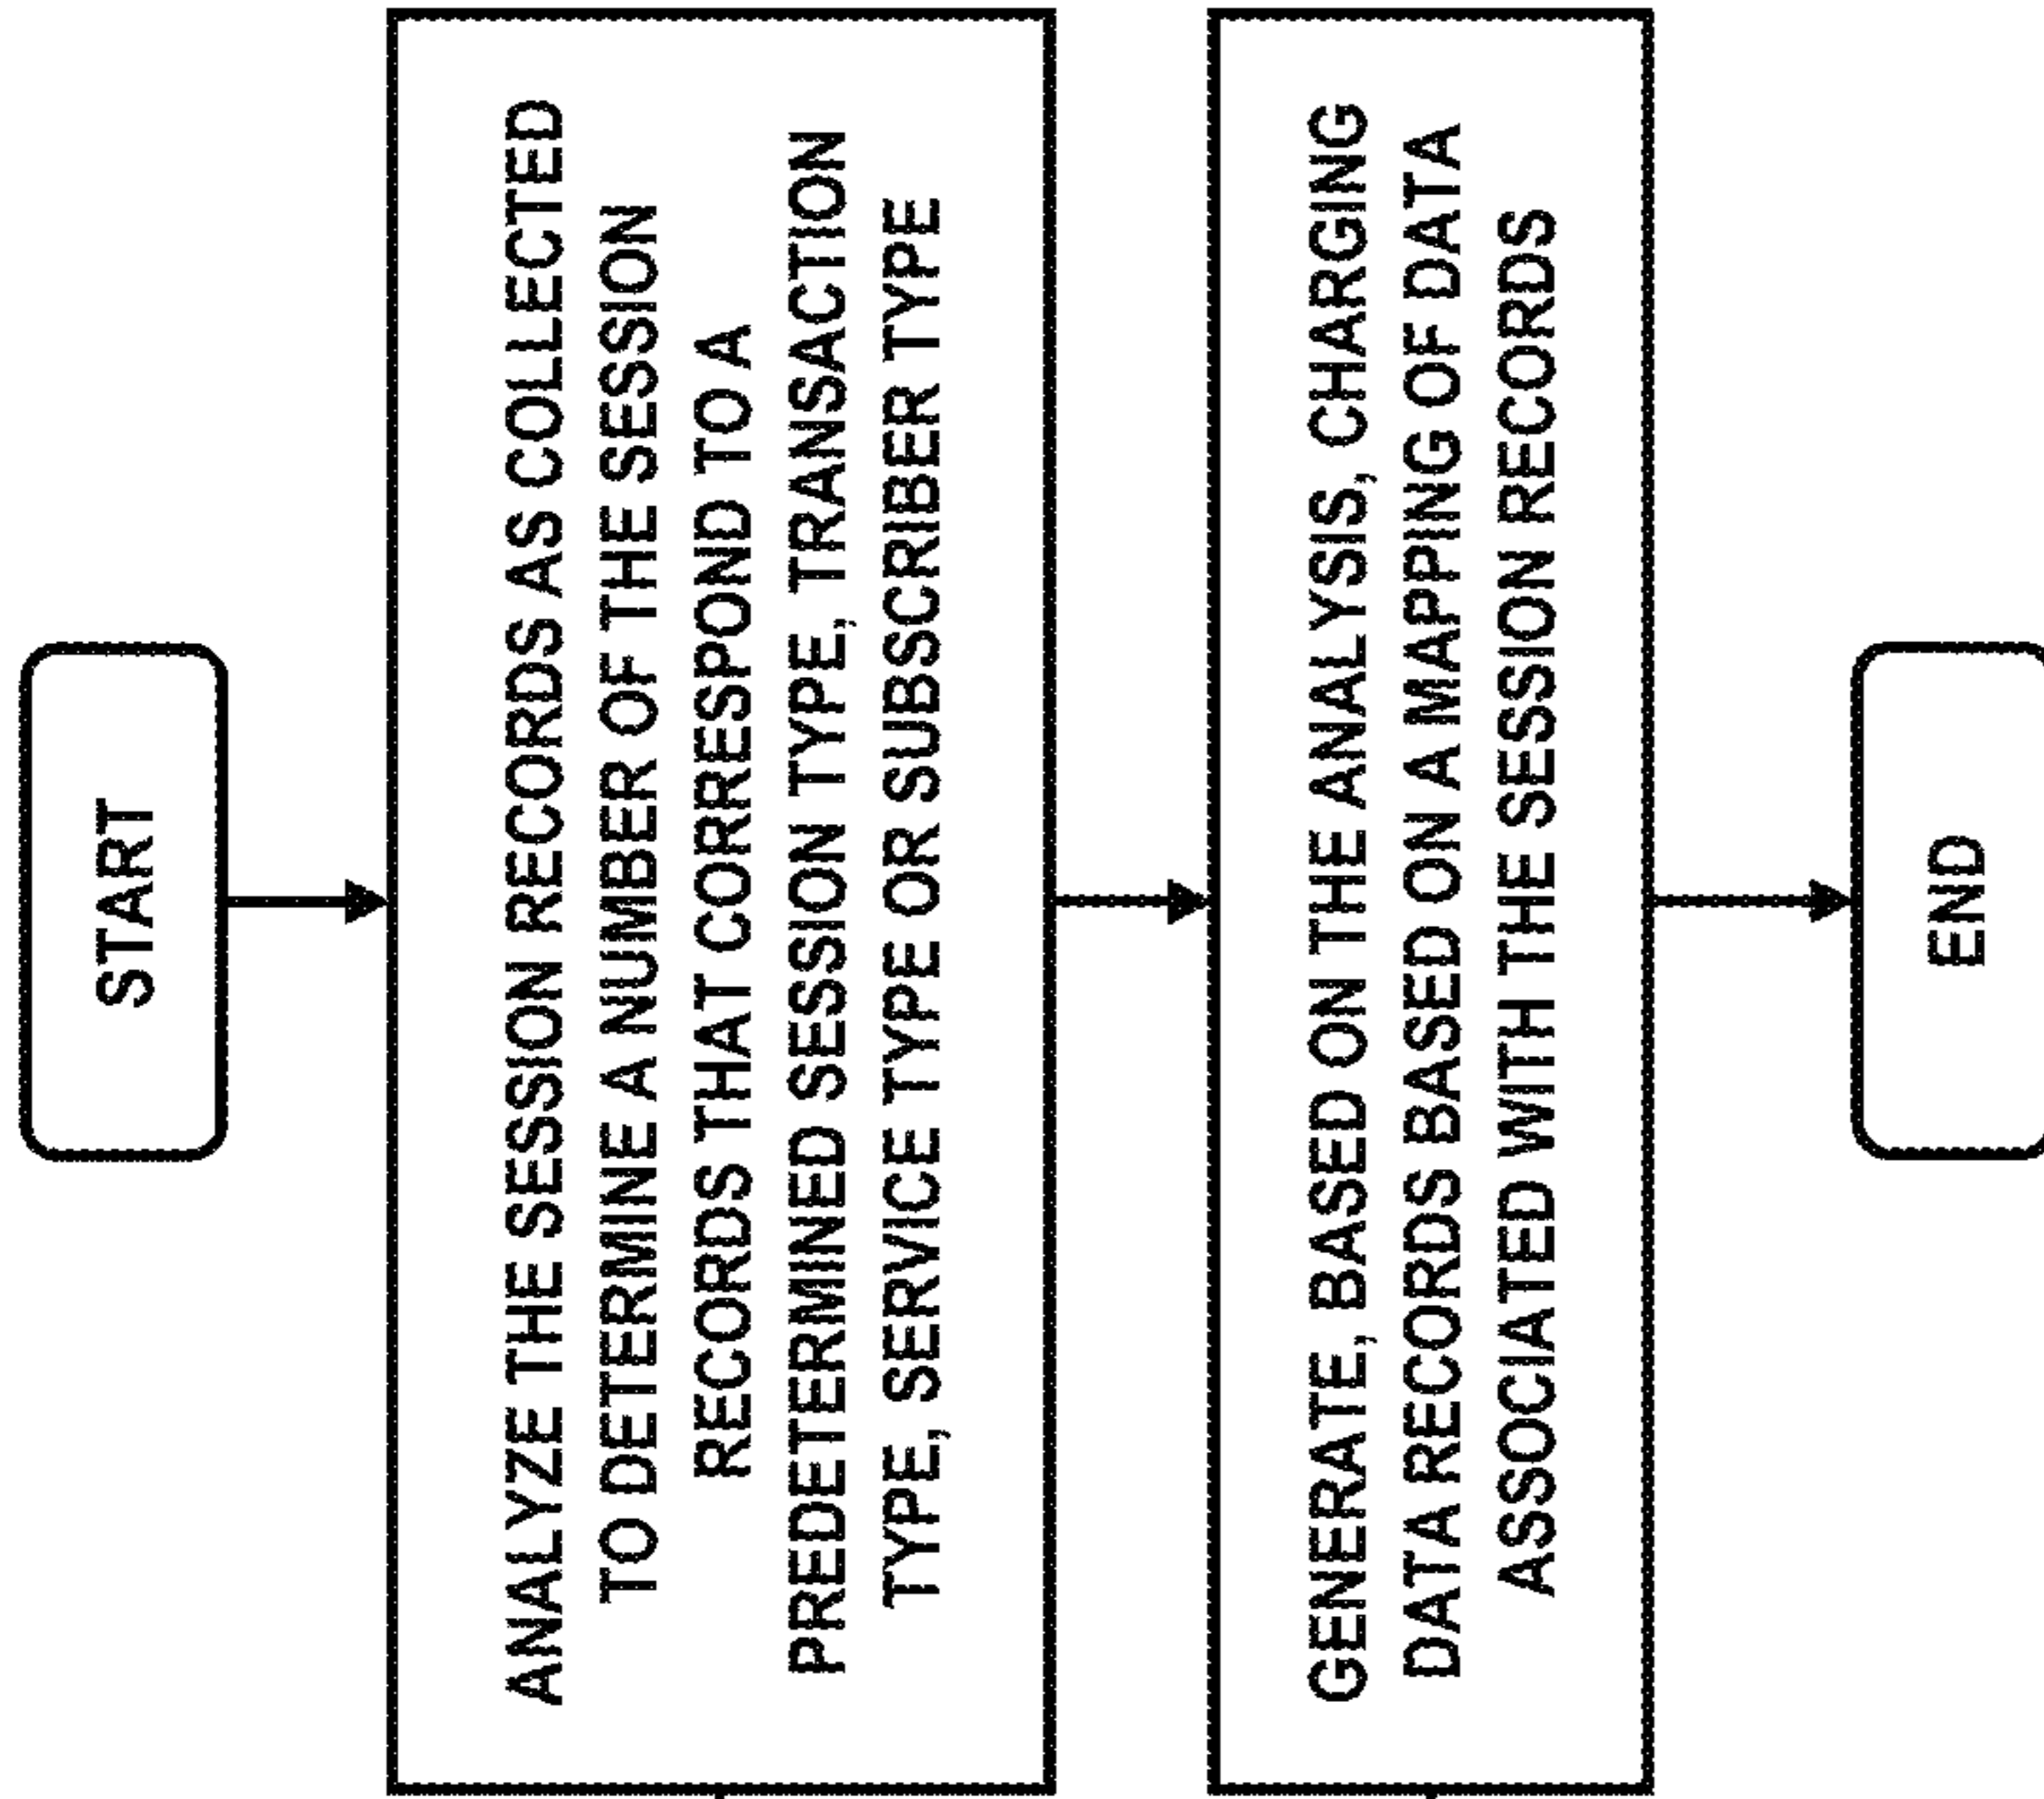 START
ANALYZE THE SESSION RECORDS AS COLLECTED
TO DETERMINE A NUMBER OF THE SESSION
RECORDS THAT CORRESPOND TO A
PREDETERMINED SESSION TYPE, TRANSACTION
TYPE, SERVICE TYPE OR SUBSCRIBER TYPE
GENERATE, BASED ON THE ANALYSIS, CHARGING
DATA RECORDS BASED ON A MAPPING OF DATA
ASSOCIATED WITH THE SESSION RECORDS
END